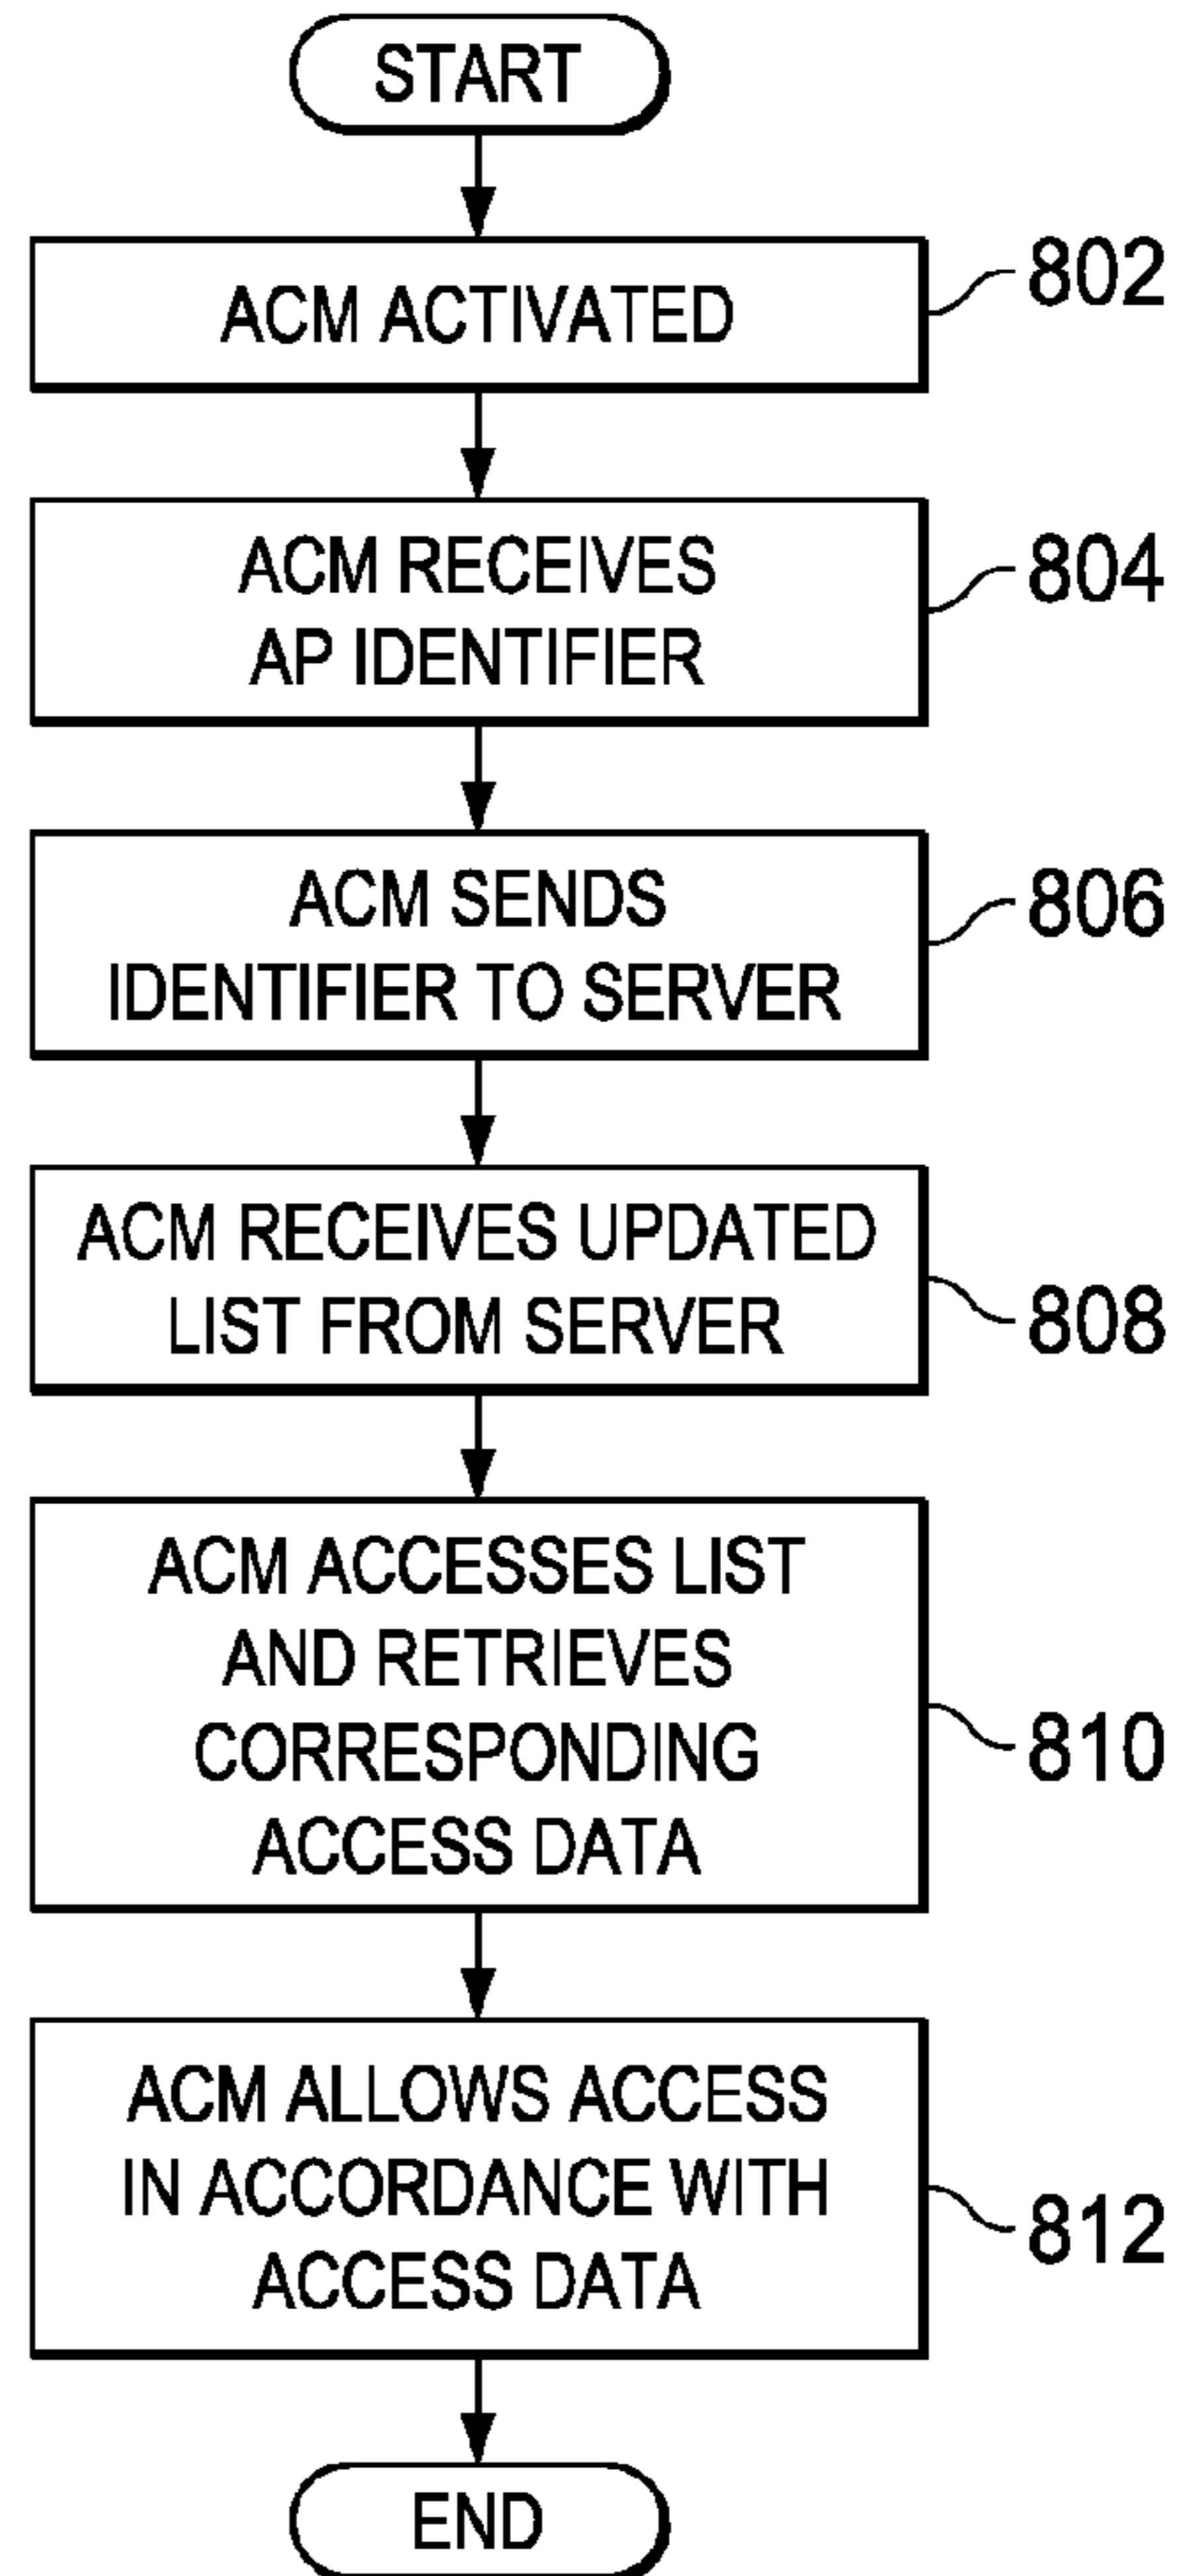 START
ACM ACTIVATED
802
ACM RECEIVES
AP IDENTIFIER
804
ACM SENDS
IDENTIFIER TO SERVER
806
ACM RECEIVES UPDATED
LIST FROM SERVER
808
ACM ACCESSES LIST
AND RETRIEVES
CORRESPONDING
ACCESS DATA
810
ACM ALLOWS ACCESS
IN ACCORDANCE WITH
ACCESS DATA
812
END